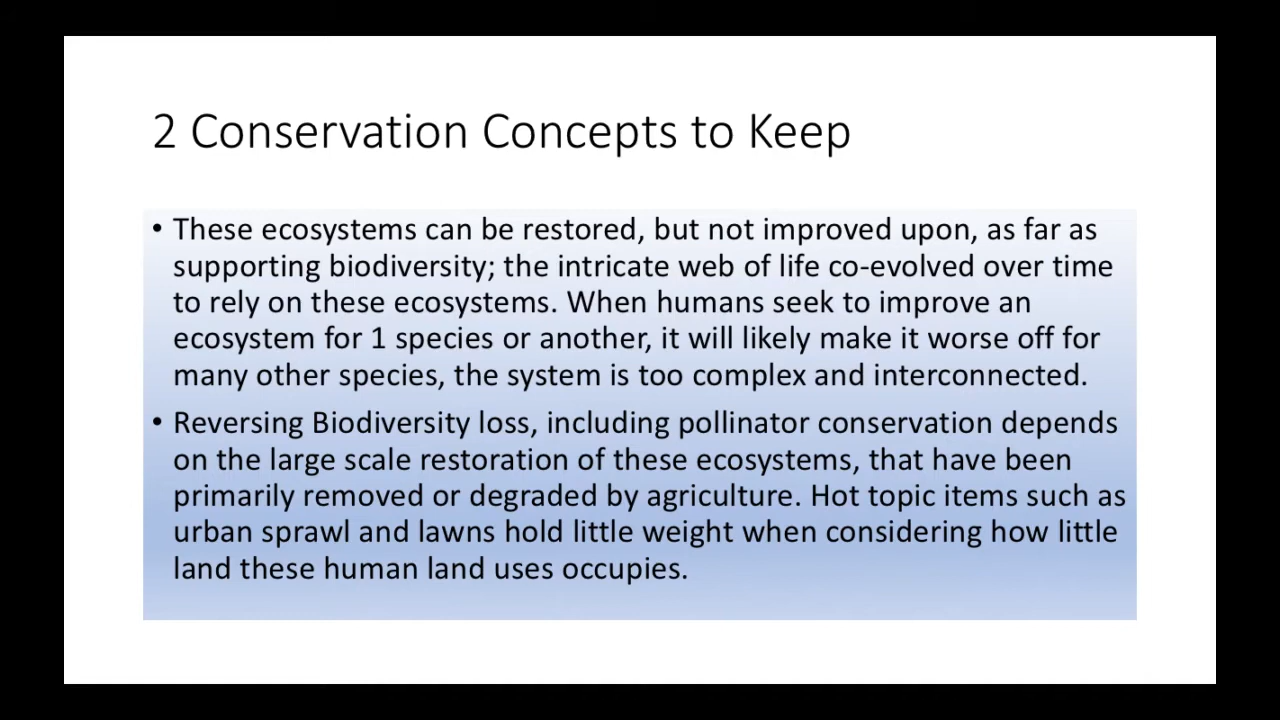 2 Conservation Concepts to Keep
• These ecosystems can be restored, but not improved upon, as far as
supporting biodiversity; the intricate web of life co-evolved over time
to rely on these ecosystems. When humans seek to improve an
ecosystem for 1 species or another, it will likely make it worse off for
many other species, the system is too complex and interconnected.
• Reversing Biodiversity loss, including pollinator conservation depends
on the large scale restoration of these ecosystems, that have been
primarily removed or degraded by agriculture. Hot topic items such as
urban sprawl and lawns hold little weight when considering how little
land these human land uses occupies.